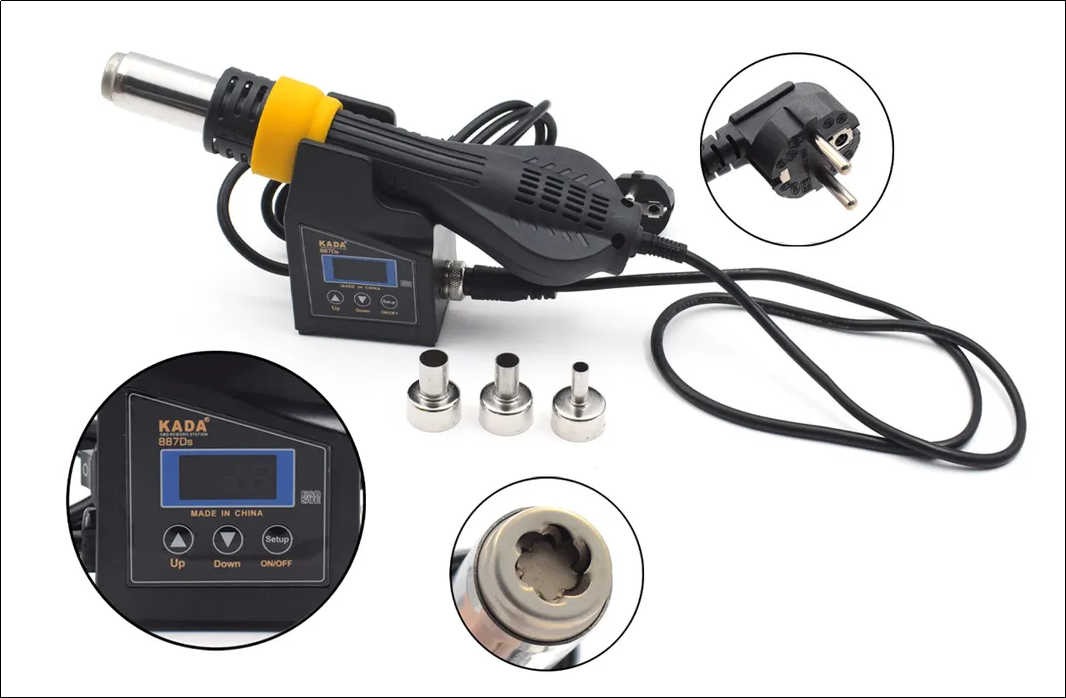 KADA®
887Ds
MADE IN CHINA
Up
Down
Setup
ON/OFF
KADA®
SMD REWORK STATION
887Ds
MADE IN CHINA
Setup
Up
Down
ON/OFF